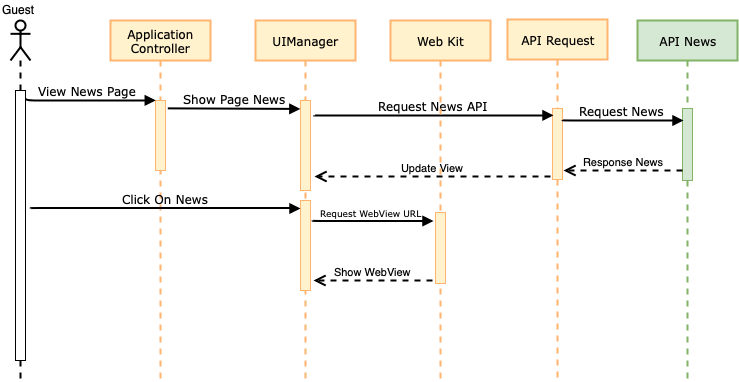 Guest
Application
Controller
UIManager
Web Kit
API Request
API News
View News Page
Show Page News
Request News API
Request News
Response News
Update View
Click On News
Request WebView URL
Show WebView